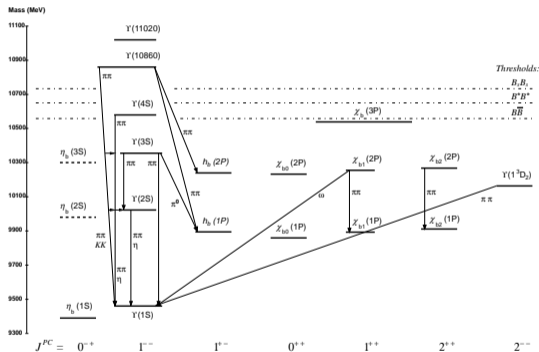 Mass (MeV)
11100
ϒ(11020)
10900
ϒ(10860)
Thresholds:
BₛBₛ
10700
B*B*
ππ
ϒ(4S)
χb (3P)
BB̅
10500
ππ
ππ
ηb (3S)
ϒ(3S)
hb (2P)
χb0 (2P)
χb1 (2P)
χb2 (2P)
ϒ(1³D₂)
10300
ππ
ππ
ππ
ππ
ππ
ηb (2S)
ϒ(2S)
π⁰
ω
ππ
10100
hb (1P)
χb0 (1P)
χb1 (1P)
χb2 (1P)
9900
ππ
KK
ππ
η
9700
ππ
η
9500
ηb (1S)
ϒ(1S)
9300
Jᴾᶜ = 0⁻⁺ 1⁻⁻ 1⁺⁻ 0⁺⁺ 1⁺⁺ 2⁺⁺ 2⁻⁻